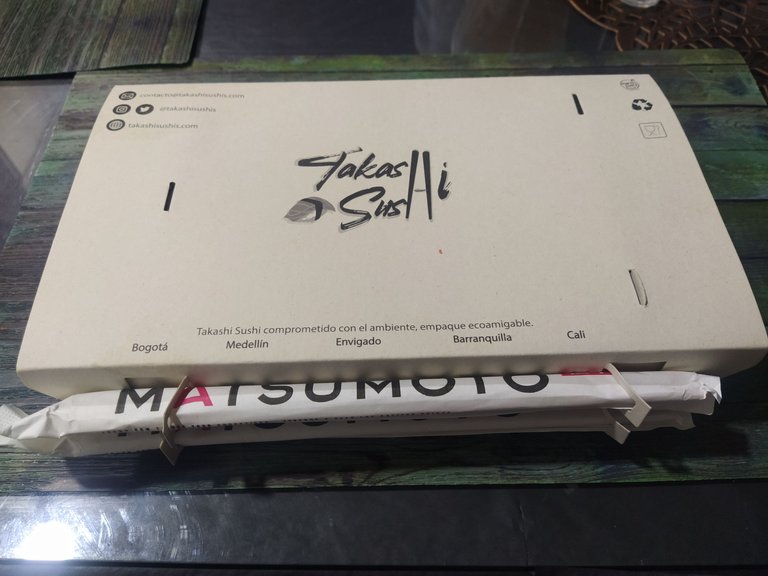 contacto@takashisushis.com
@takashisushis
takashisushis.com
TakasHi
SusHi
Takashi Sushi comprometido con el ambiente, empaque ecoamigable.
Bogotá Medellín Envigado Barranquilla Cali
MATSUMOTO